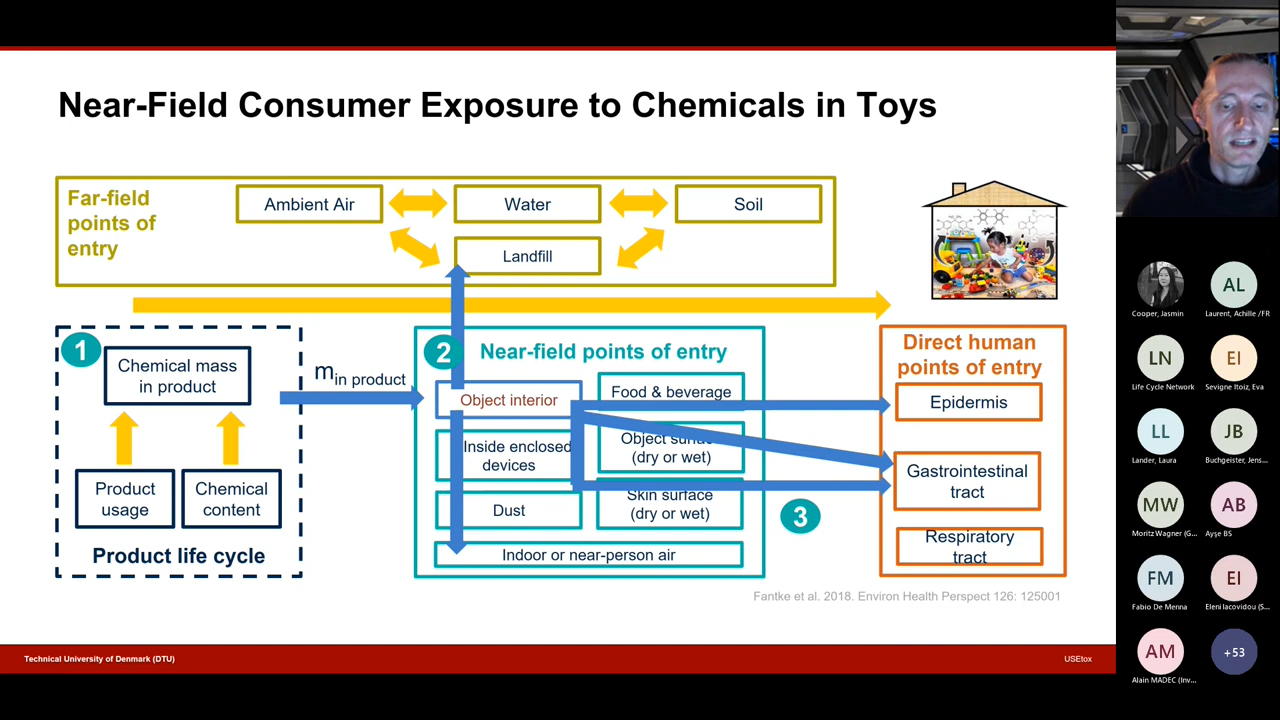 Near-Field Consumer Exposure to Chemicals in Toys
Far-field
points of
entry
Ambient Air
Water
Soil
Landfill
1
Chemical mass
in product
Product
usage
Chemical
content
Product life cycle
min product
2
Near-field points of entry
Object interior
Food & beverage
Inside enclosed
devices
Object surface
(dry or wet)
Dust
Skin surface
(dry or wet)
Indoor or near-person air
3
Direct human
points of entry
Epidermis
Gastrointestinal
tract
Respiratory
tract
Fantke et al. 2018. Environ Health Perspect 126: 125001
Technical University of Denmark (DTU)
USEtox
Cooper, Jasmin
AL
Laurent, Achille /FR
LN
Life Cycle Network
EI
Sevigne Itoiz, Eva
LL
Lander, Laura
JB
Buchgeister, Jens...
MW
Moritz Wagner (G...
AB
Ayşe BS
FM
Fabio De Menna
EI
Eleni Iacovidou (S...
AM
Alain MADEC (Inv...
+53